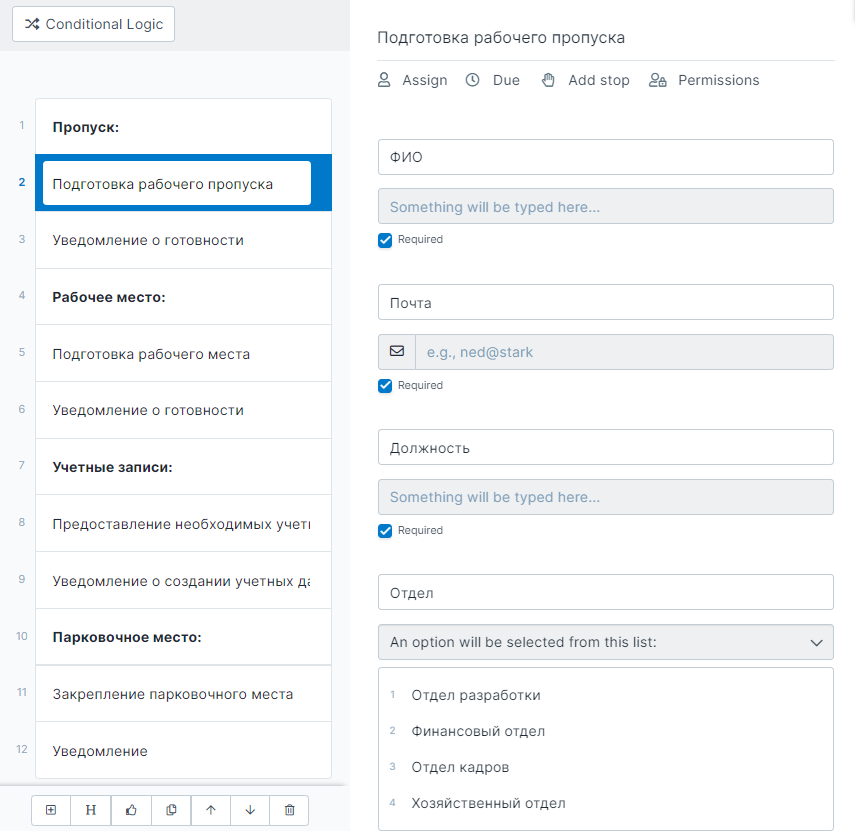 Conditional Logic
1 Пропуск:
2 Подготовка рабочего пропуска
3 Уведомление о готовности
4 Рабочее место:
5 Подготовка рабочего места
6 Уведомление о готовности
7 Учетные записи:
8 Предоставление необходимых учет
9 Уведомление о создании учетных да
10 Парковочное место:
11 Закрепление парковочного места
12 Уведомление
H
Подготовка рабочего пропуска
Assign Due Add stop Permissions
ФИО
Something will be typed here...
Required
Почта
e.g., ned@stark
Required
Должность
Something will be typed here...
Required
Отдел
An option will be selected from this list:
1 Отдел разработки
2 Финансовый отдел
3 Отдел кадров
4 Хозяйственный отдел